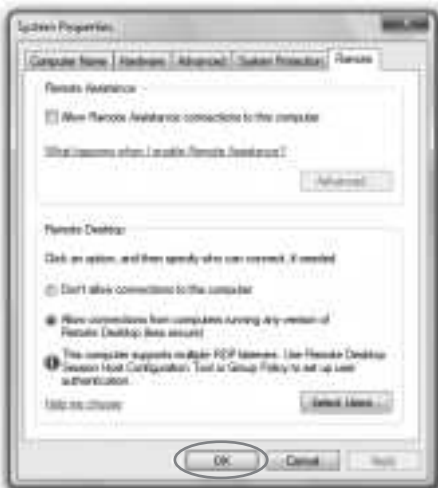 System Properties
Computer Name Hardware Advanced System Protection Remote
Remote Assistance
Allow Remote Assistance connections to this computer
What happens when I enable Remote Assistance?
Advanced...
Remote Desktop
Click an option, and then specify who can connect, if needed.
Don't allow connections to this computer
Allow connections from computers running any version of
Remote Desktop (less secure)
This computer supports multiple RDP listeners. Use Remote Desktop
Session Host Configuration Tool or Group Policy to set up user
authentication.
Help me choose
Select Users...
OK Cancel Apply